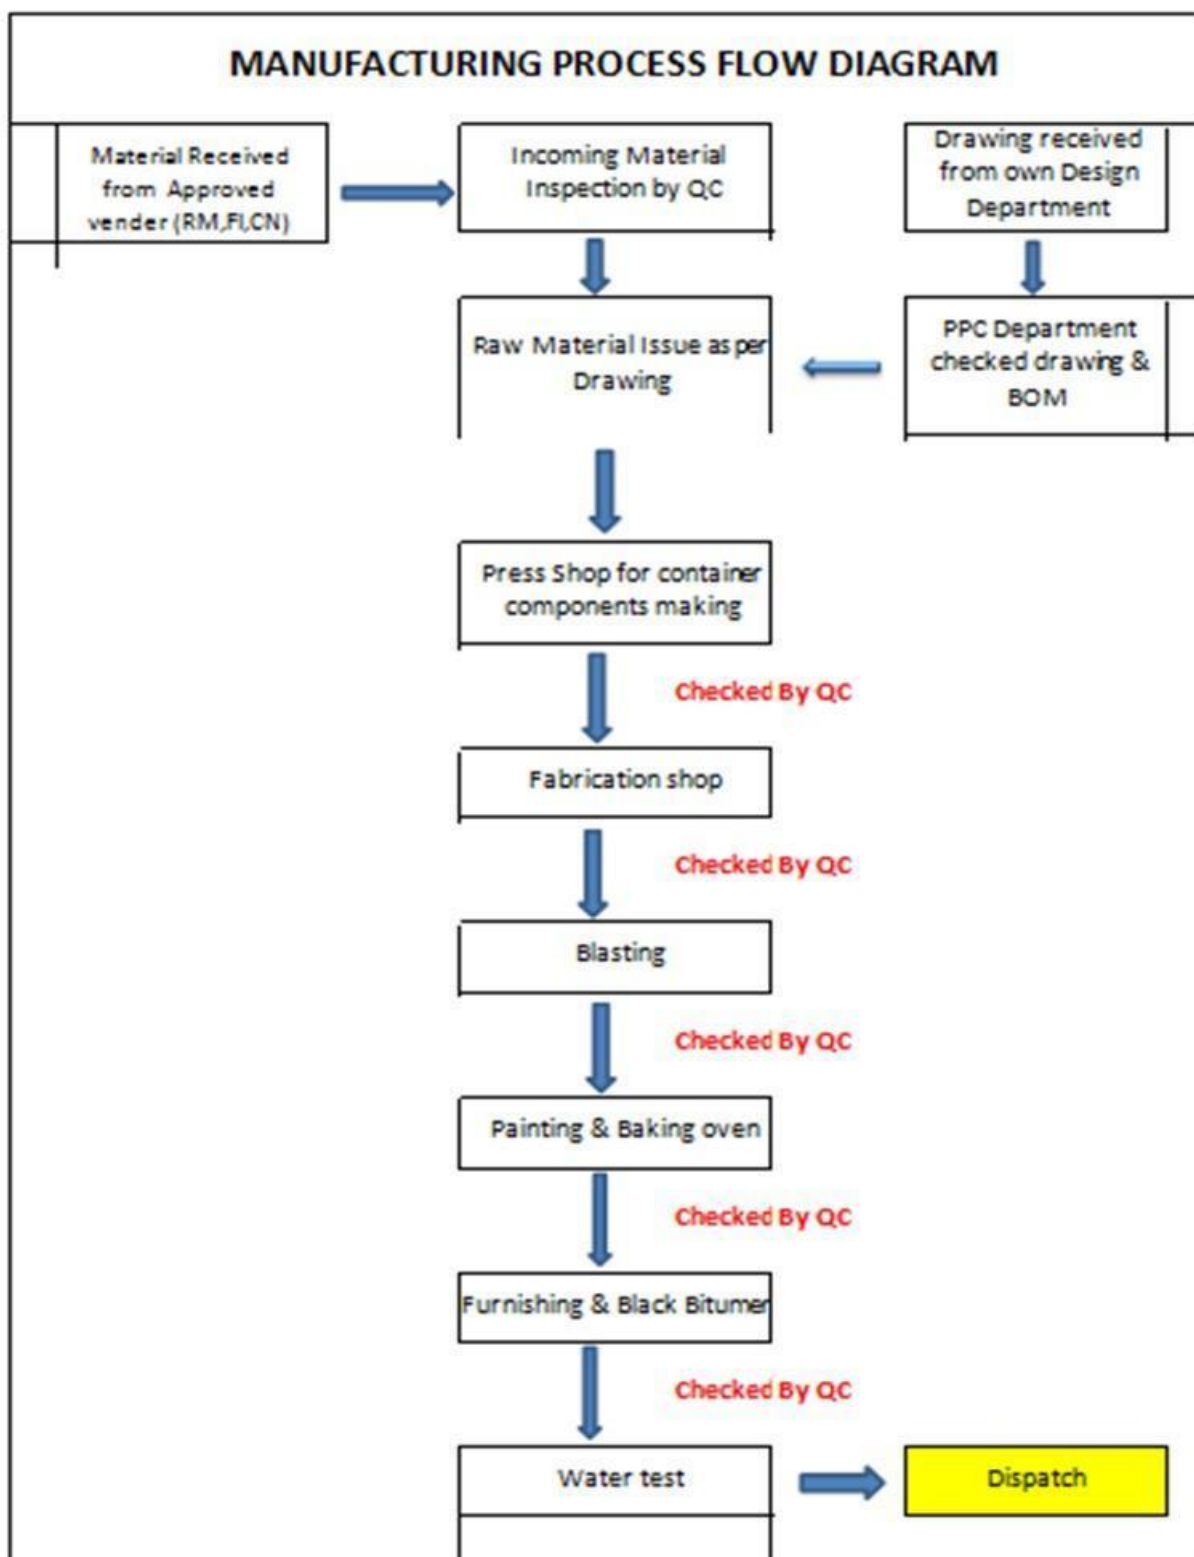 MANUFACTURING PROCESS FLOW DIAGRAM
Material Received
from Approved
vender (RM,FI,CN)
Incoming Material
Inspection by QC
Drawing received
from own Design
Department
Raw Material Issue as per
Drawing
PPC Department
checked drawing &
BOM
Press Shop for container
components making
Checked By QC
Fabrication shop
Checked By QC
Blasting
Checked By QC
Painting & Baking oven
Checked By QC
Furnishing & Black Bitumer
Checked By QC
Water test
Dispatch